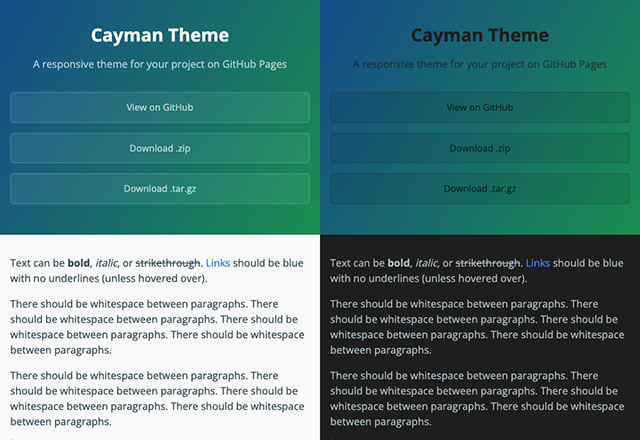 Cayman Theme
A responsive theme for your project on GitHub Pages
View on GitHub
Download .zip
Download .tar.gz
Text can be bold, italic, or strikethrough. Links should be blue
with no underlines (unless hovered over).
There should be whitespace between paragraphs. There
should be whitespace between paragraphs. There should be
whitespace between paragraphs. There should be whitespace
between paragraphs.
There should be whitespace between paragraphs. There
should be whitespace between paragraphs. There should be
whitespace between paragraphs. There should be whitespace
between paragraphs.
Cayman Theme
A responsive theme for your project on GitHub Pages
View on GitHub
Download .zip
Download .tar.gz
Text can be bold, italic, or strikethrough. Links should be blue
with no underlines (unless hovered over).
There should be whitespace between paragraphs. There
should be whitespace between paragraphs. There should be
whitespace between paragraphs. There should be whitespace
between paragraphs.
There should be whitespace between paragraphs. There
should be whitespace between paragraphs. There should be
whitespace between paragraphs. There should be whitespace
between paragraphs.